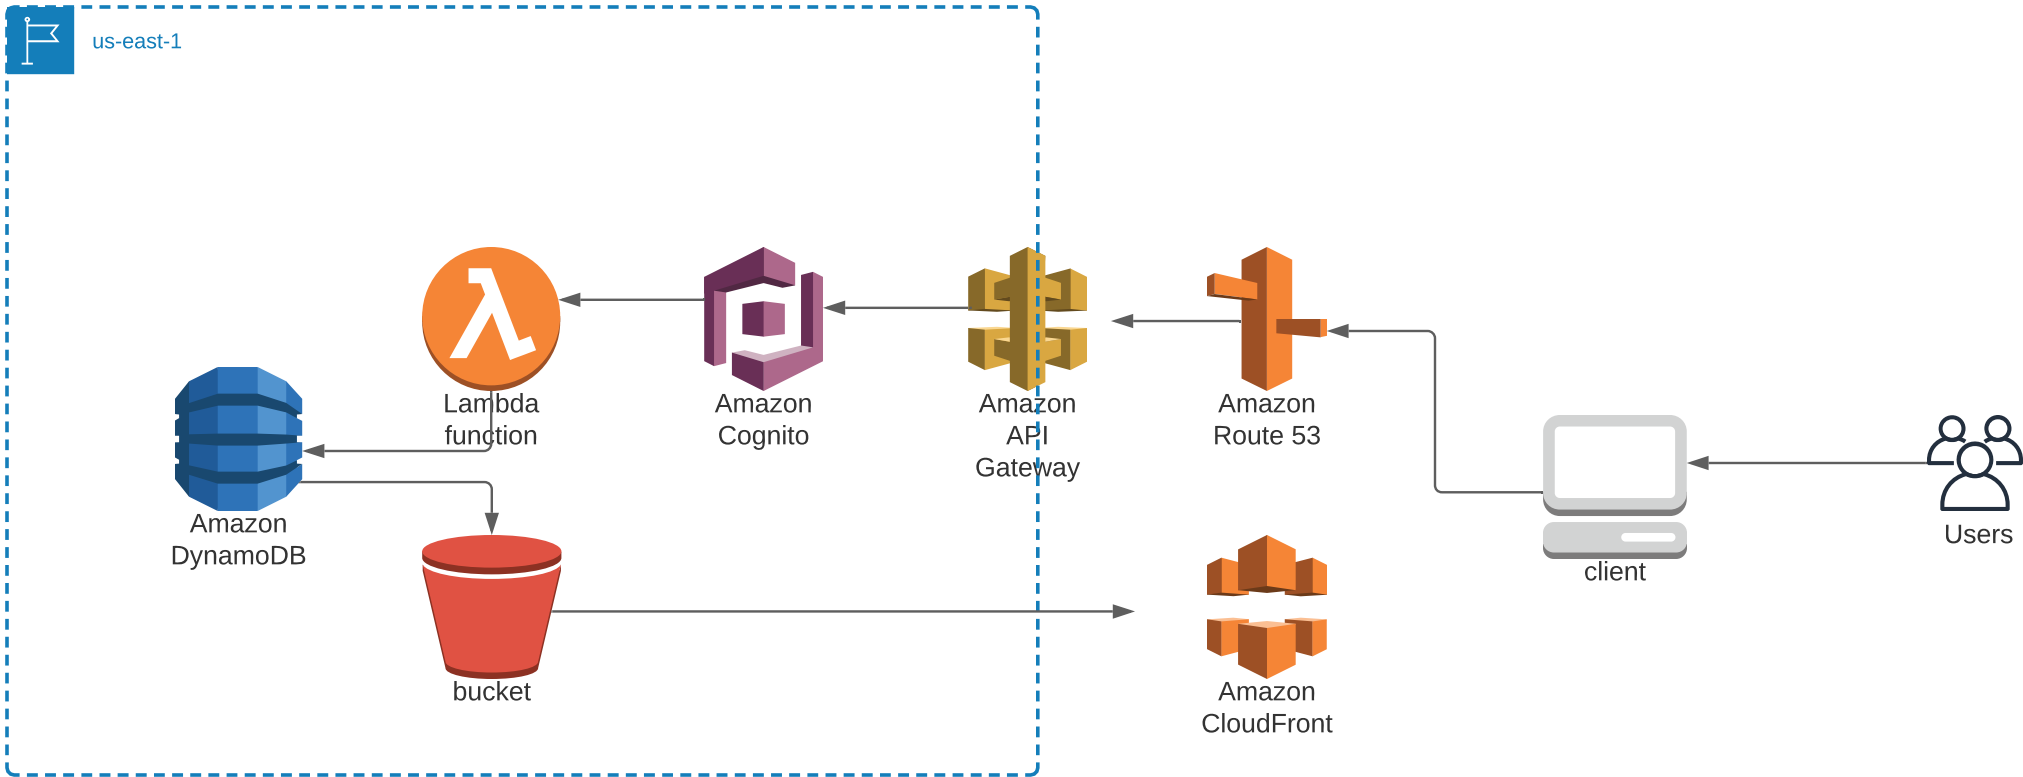 us-east-1
Lambda
function
Amazon
Cognito
Amazon
API
Gateway
Amazon
Route 53
Amazon
DynamoDB
Users
client
bucket
Amazon
CloudFront